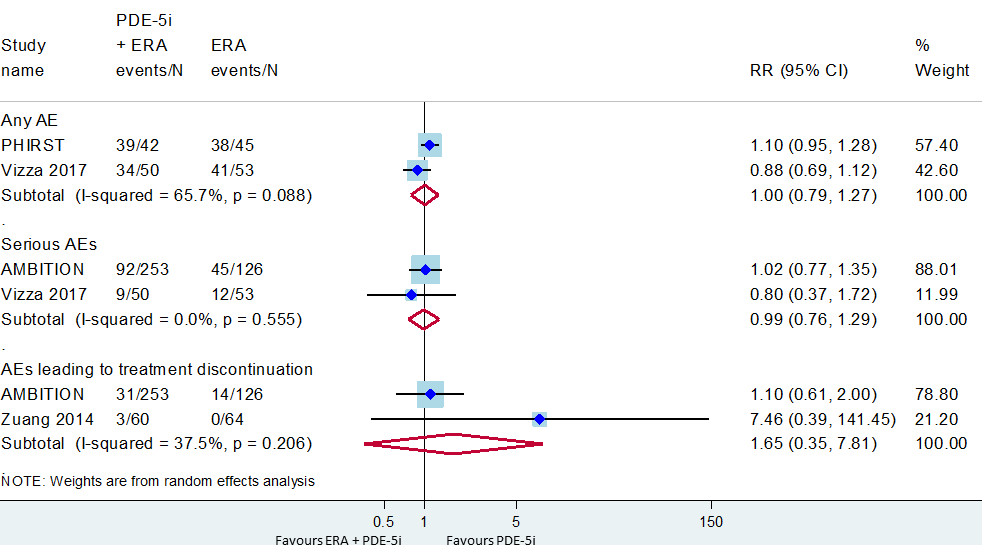 PDE-5i
Study + ERA ERA %
name events/N events/N RR (95% CI) Weight
Any AE
PHIRST 39/42 38/45 1.10 (0.95, 1.28) 57.40
Vizza 2017 34/50 41/53 0.88 (0.69, 1.12) 42.60
Subtotal (I-squared = 65.7%, p = 0.088) 1.00 (0.79, 1.27) 100.00
.
Serious AEs
AMBITION 92/253 45/126 1.02 (0.77, 1.35) 88.01
Vizza 2017 9/50 12/53 0.80 (0.37, 1.72) 11.99
Subtotal (I-squared = 0.0%, p = 0.555) 0.99 (0.76, 1.29) 100.00
.
AEs leading to treatment discontinuation
AMBITION 31/253 14/126 1.10 (0.61, 2.00) 78.80
Zuang 2014 3/60 0/64 7.46 (0.39, 141.45) 21.20
Subtotal (I-squared = 37.5%, p = 0.206) 1.65 (0.35, 7.81) 100.00
.
NOTE: Weights are from random effects analysis
0.5 1 5 150
Favours ERA + PDE-5i Favours PDE-5i